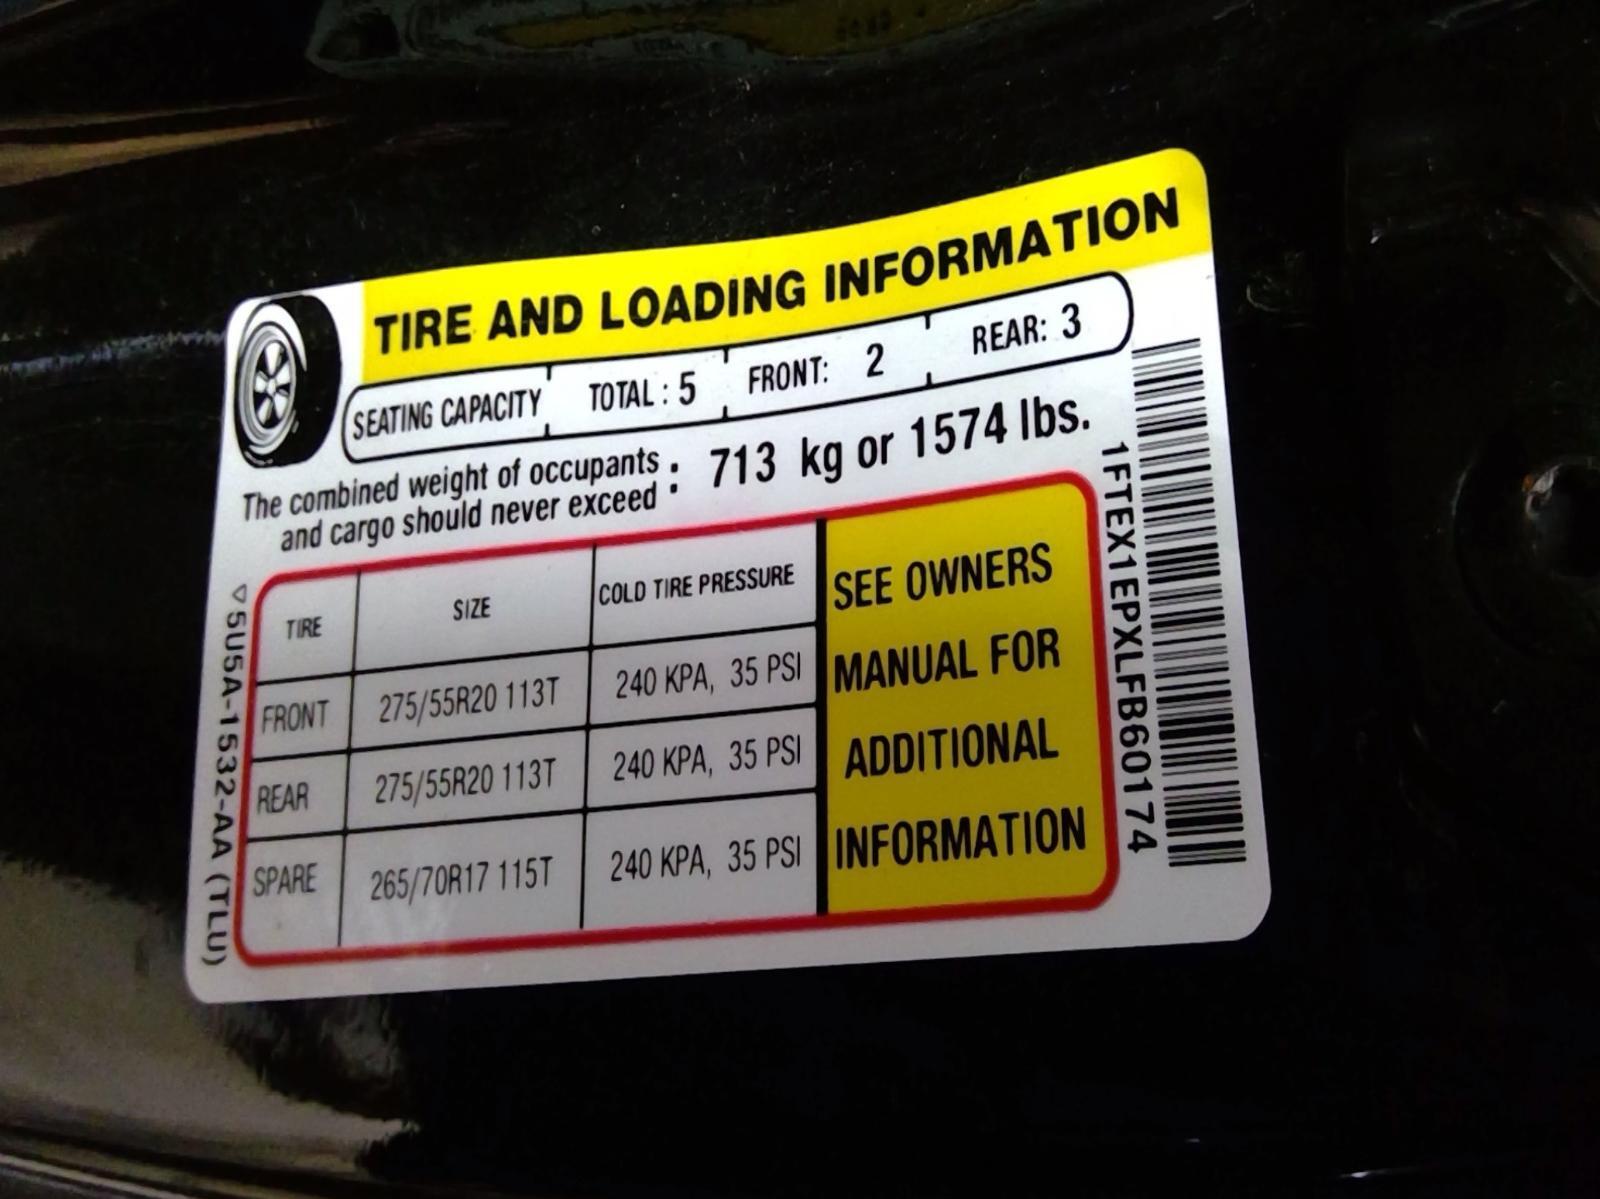 TIRE AND LOADING INFORMATION
SEATING CAPACITY TOTAL : 5 FRONT: 2 REAR: 3
The combined weight of occupants
and cargo should never exceed : 713 kg or 1574 lbs.
TIRE SIZE COLD TIRE PRESSURE
FRONT 275/55R20 113T 240 KPA, 35 PSI
REAR 275/55R20 113T 240 KPA, 35 PSI
SPARE 265/70R17 115T 240 KPA, 35 PSI
SEE OWNERS
MANUAL FOR
ADDITIONAL
INFORMATION
1FTEX1EPXLFB60174
5U5A-1532-AA (TLU)